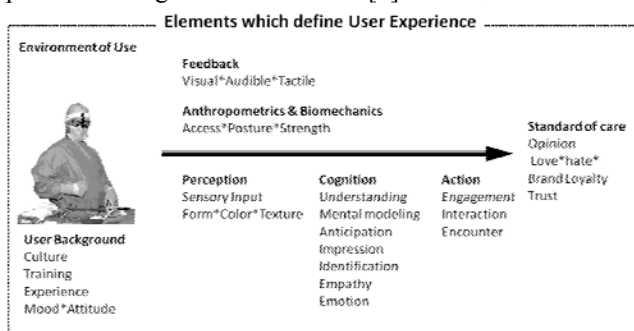 Elements which define User Experience
Environment of Use
Feedback
Visual*Audible*Tactile
Anthropometrics & Biomechanics
Access*Posture*Strength
Standard of care
Opinion
Love*hate*
Brand Loyalty
Trust
Perception
Sensory Input
Form*Color*Texture
Cognition
Understanding
Mental modeling
Anticipation
Impression
Identification
Empathy
Emotion
Action
Engagement
Interaction
Encounter
User Background
Culture
Training
Experience
Mood*Attitude